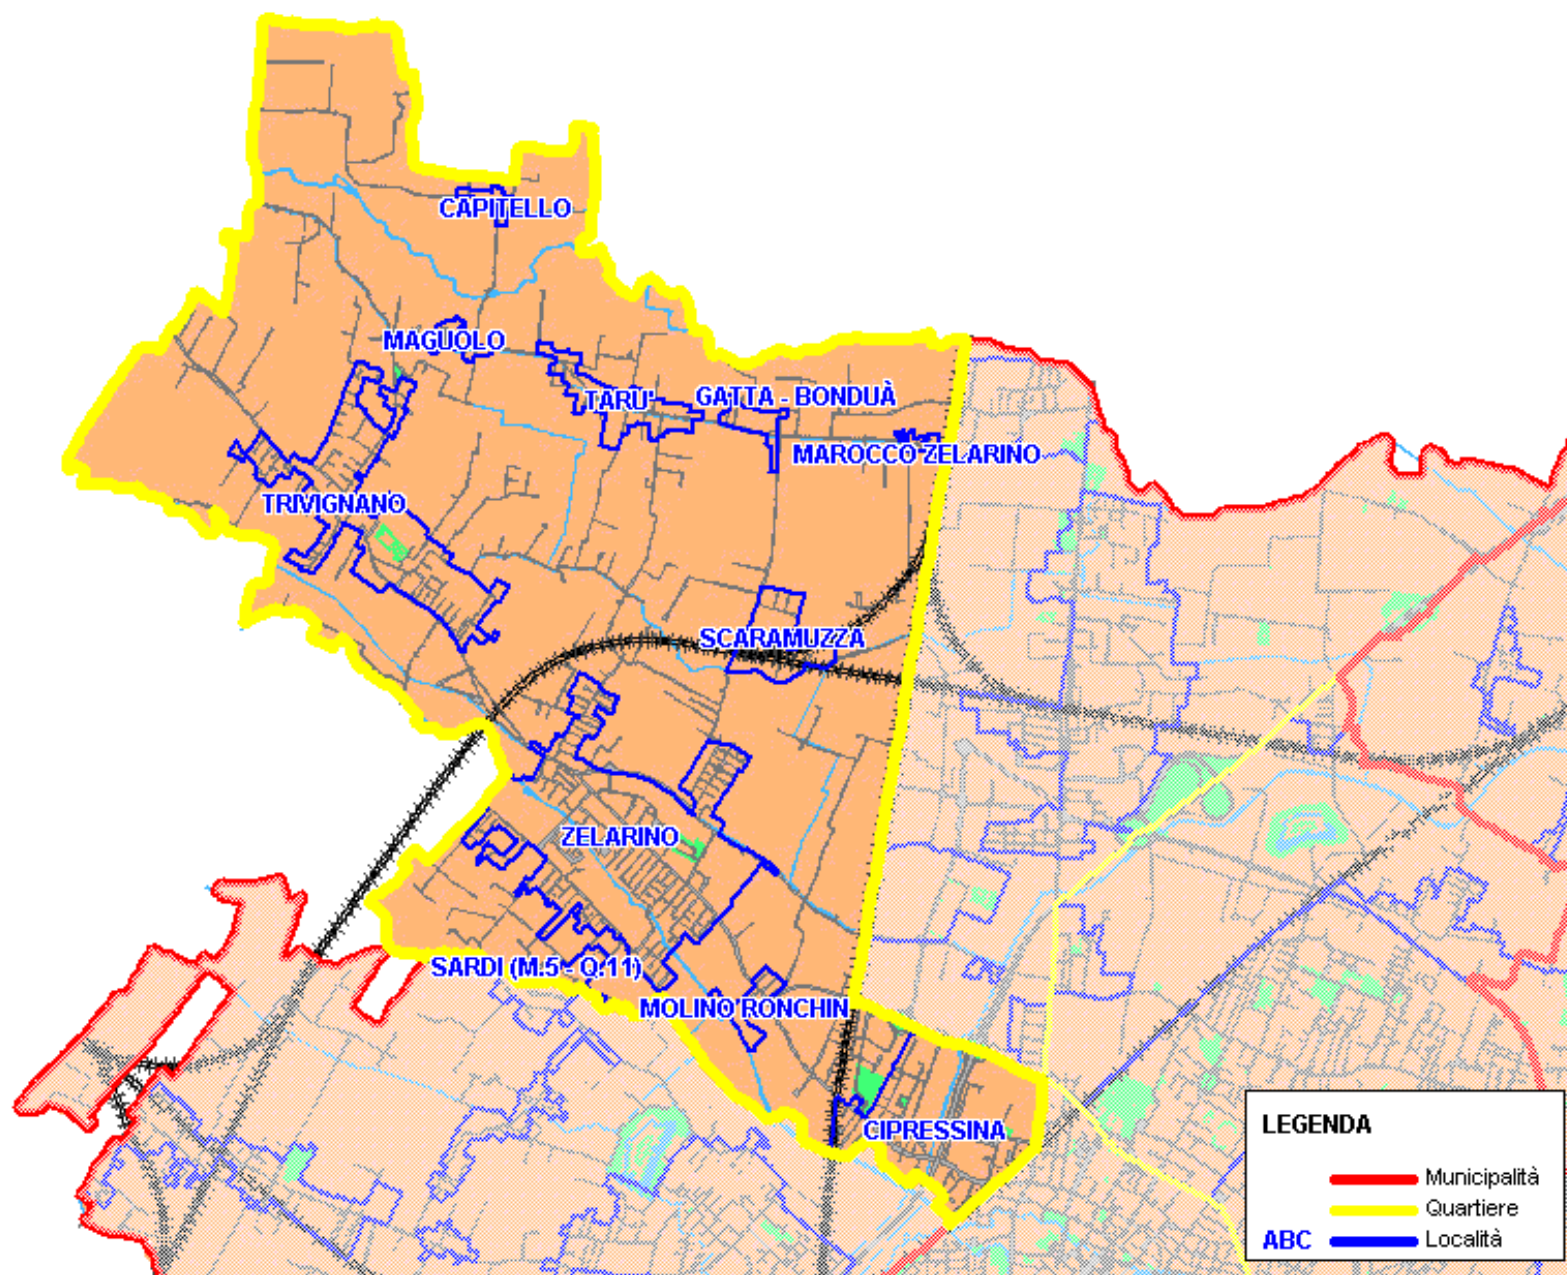 CAPITELLO
MAGUOLO
TARU'
GATTA - BONDUÀ
MAROCCO ZELARINO
TRIVIGNANO
SCARAMUZZA
ZELARINO
SARDI (M.5 - Q.11)
MOLINO RONCHIN
CIPRESSINA
LEGENDA
Municipalità
Quartiere
ABC Località